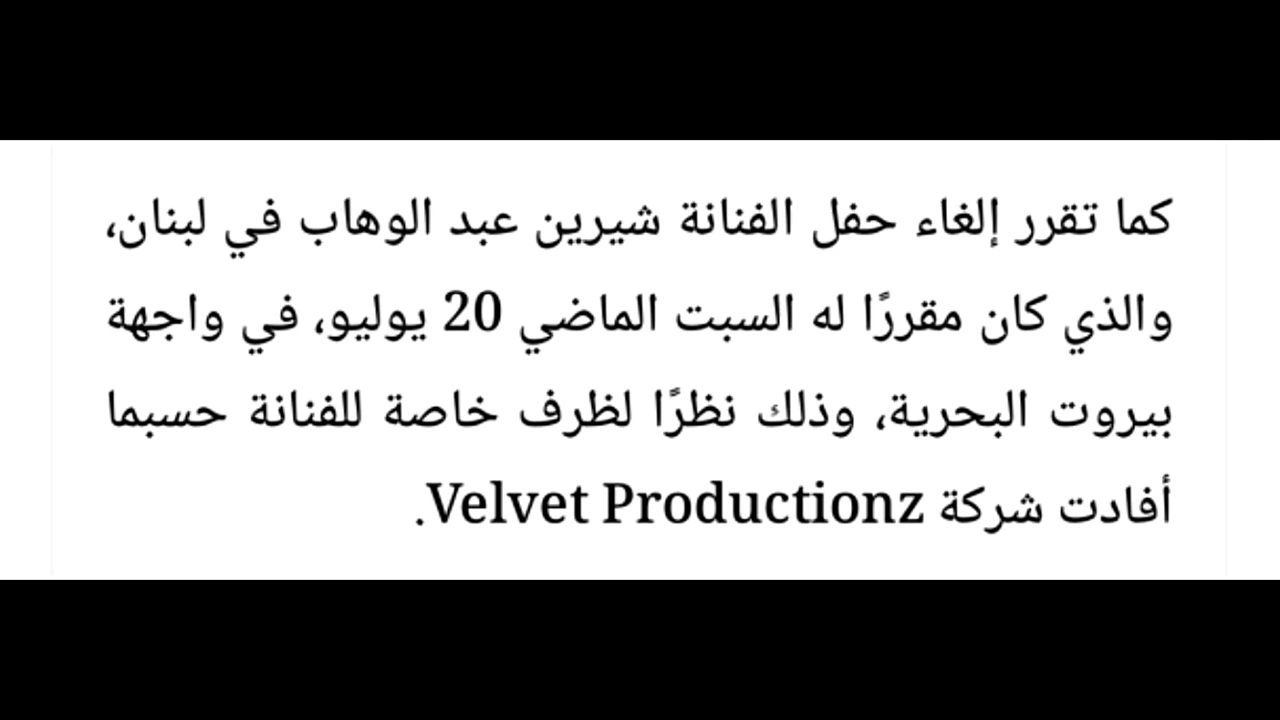 كما تقرر إلغاء حفل الفنانة شيرين عبد الوهاب في لبنان،
والذي كان مقررًا له السبت الماضي 20 يوليو، في واجهة
بيروت البحرية، وذلك نظرًا لظرف خاصة للفنانة حسبما
أفادت شركة Velvet Productionz.